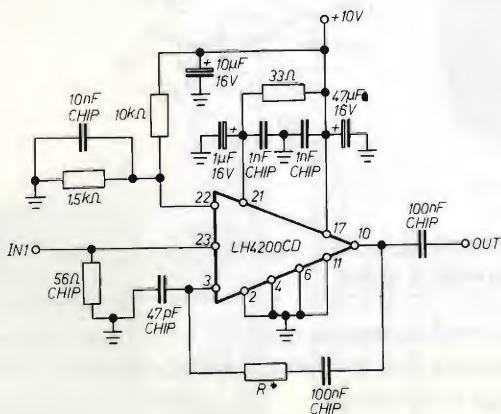 +10V
10µF
16V
33Ω
47µF
16V
10nF
CHIP
10kΩ
1µF
16V
1nF
CHIP
1nF
CHIP
1.5kΩ
22
21
17
10
100nF
CHIP
IN1
23
LH4200CD
OUT
56Ω
CHIP
47pF
CHIP
3
2
4
6
11
R*
100nF
CHIP